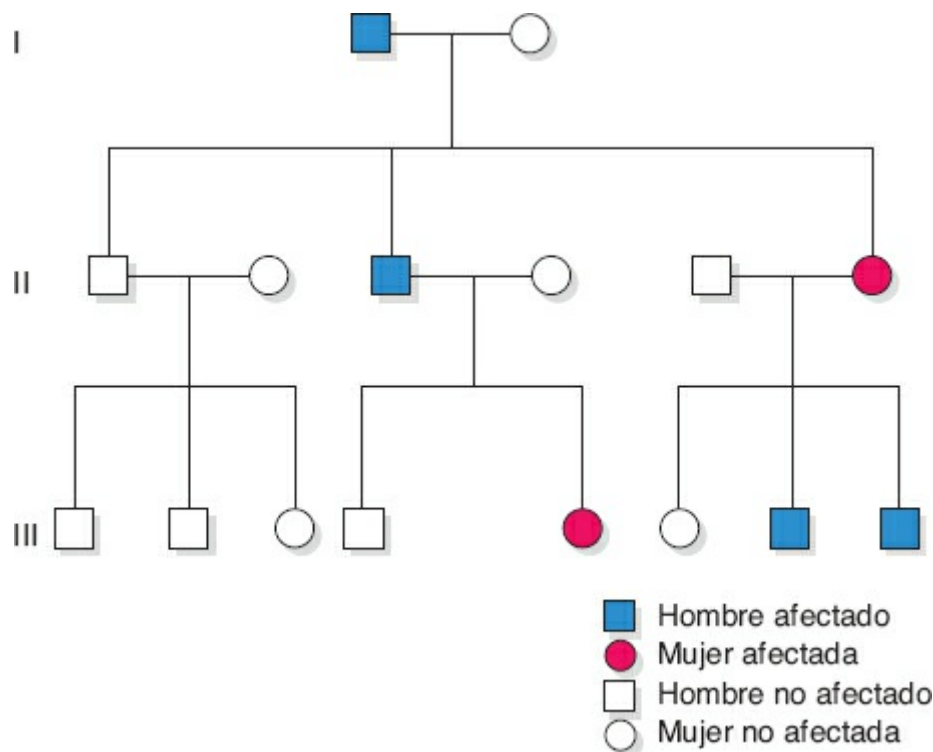 I
II
III
Hombre afectado
Mujer afectada
Hombre no afectado
Mujer no afectada